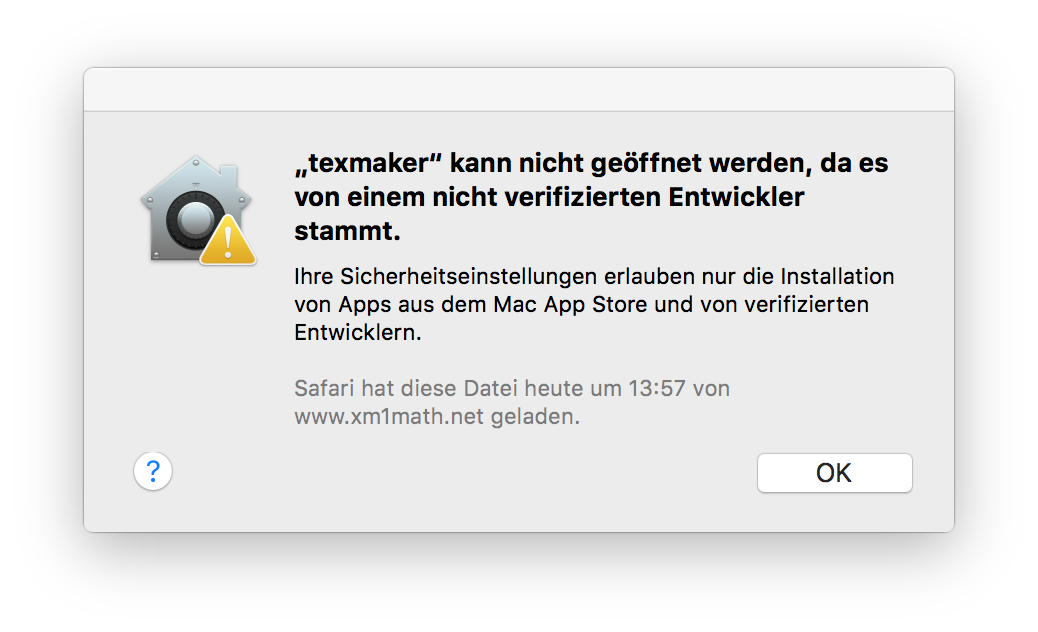 „texmaker“ kann nicht geöffnet werden, da es
von einem nicht verifizierten Entwickler
stammt.
Ihre Sicherheitseinstellungen erlauben nur die Installation
von Apps aus dem Mac App Store und von verifizierten
Entwicklern.
Safari hat diese Datei heute um 13:57 von
www.xm1math.net geladen.
?
OK